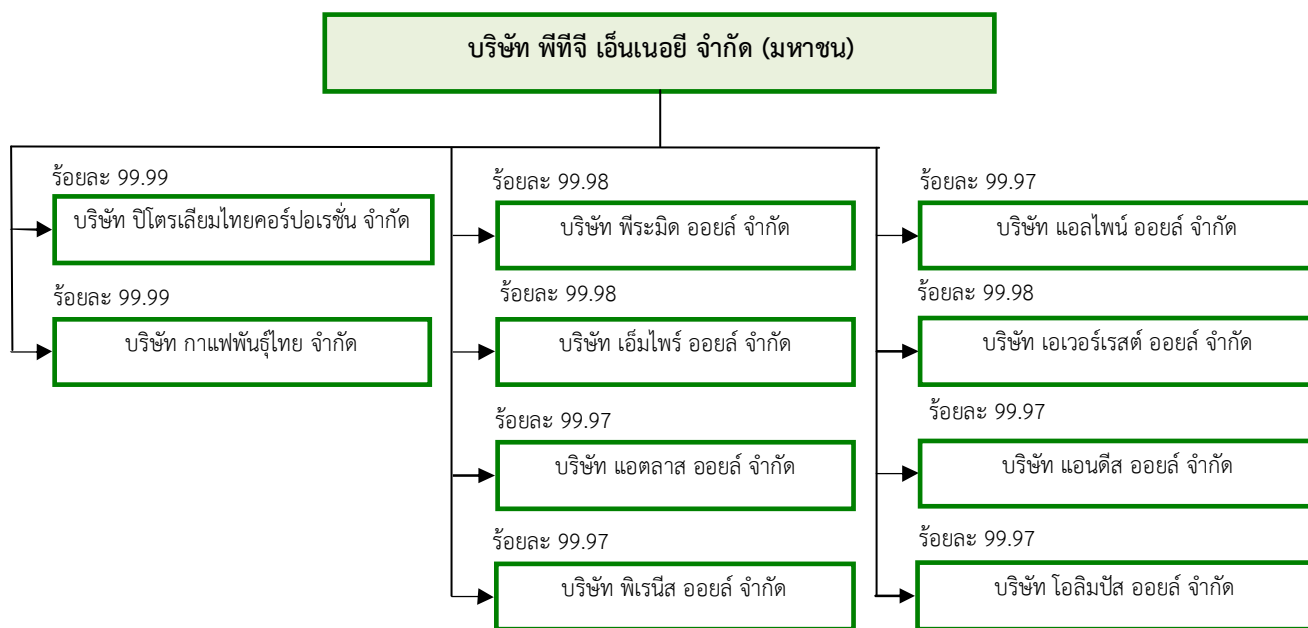 บริษัท พีทีจี เอ็นเนอยี จำกัด (มหาชน)
ร้อยละ 99.99
บริษัท ปิโตรเลียมไทยคอร์ปอเรชั่น จำกัด
ร้อยละ 99.99
บริษัท กาแฟพันธุ์ไทย จำกัด
ร้อยละ 99.98
บริษัท พีระมิด ออยล์ จำกัด
ร้อยละ 99.98
บริษัท เอ็มไพร์ ออยล์ จำกัด
ร้อยละ 99.97
บริษัท แอตลาส ออยล์ จำกัด
ร้อยละ 99.97
บริษัท พิเรนีส ออยล์ จำกัด
ร้อยละ 99.97
บริษัท แอลไพน์ ออยล์ จำกัด
ร้อยละ 99.98
บริษัท เอเวอร์เรสต์ ออยล์ จำกัด
ร้อยละ 99.97
บริษัท แอนดีส ออยล์ จำกัด
ร้อยละ 99.97
บริษัท โอลิมปัส ออยล์ จำกัด